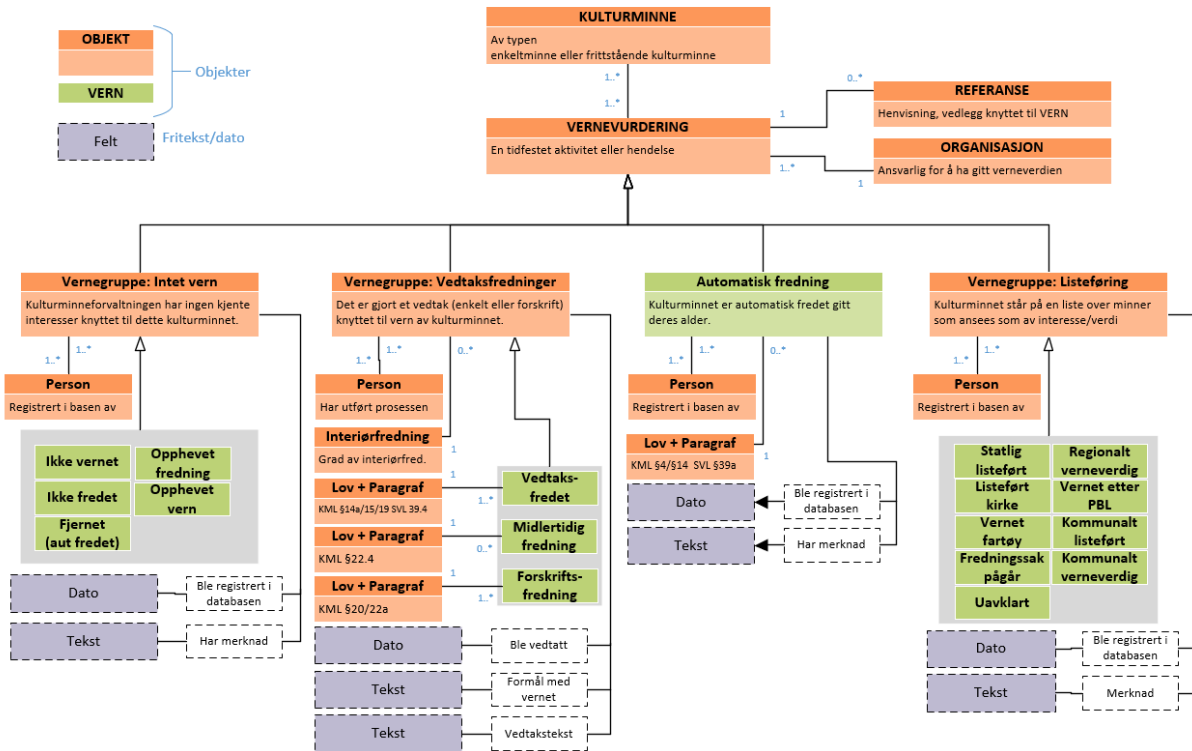 OBJEKT
VERN
Objekter
Felt
Fritekst/dato
KULTURMINNE
Av typen
enkeltminne eller frittstående kulturminne
1..*
1..*
VERNEVURDERING
En tidfestet aktivitet eller hendelse
1
0..*
REFERANSE
Henvisning, vedlegg knyttet til VERN
1..*
1
ORGANISASJON
Ansvarlig for å ha gitt verneverdien
Vernegruppe: Intet vern
Kulturminneforvaltningen har ingen kjente
interesser knyttet til dette kulturminnet.
1..*
1..*
Person
Registrert i basen av
Ikke vernet
Opphevet
fredning
Ikke fredet
Opphevet
vern
Fjernet
(aut fredet)
Dato
Ble registrert i
databasen
Tekst
Har merknad
Vernegruppe: Vedtaksfredninger
Det er gjort et vedtak (enkelt eller forskrift)
knyttet til vern av kulturminnet.
1..*
1..*
0..*
Person
Har utført prosessen
Interiørfredning
Grad av interiørfred.
1
Lov + Paragraf
KML §14a/15/19 SVL 39.4
1
1..*
Vedtaks-
fredet
Lov + Paragraf
KML §22.4
1
0..*
Midlertidig
fredning
Lov + Paragraf
KML §20/22a
1
1..*
Forskrifts-
fredning
Dato
Ble vedtatt
Tekst
Formål med
vernet
Tekst
Vedtakstekst
Automatisk fredning
Kulturminnet er automatisk fredet gitt
deres alder.
1..*
1..*
0..*
Person
Registrert i basen av
Lov + Paragraf
KML §4/§14 SVL §39a
1
Dato
Ble registrert i
databasen
Tekst
Har merknad
Vernegruppe: Listeføring
Kulturminnet står på en liste over minner
som ansees som av interesse/verdi
1..*
1..*
Person
Registrert i basen av
Statlig
listeført
Regionalt
verneverdig
Listeført
kirke
Vernet etter
PBL
Vernet
fartøy
Kommunalt
listeført
Fredningssak
pågår
Kommunalt
verneverdig
Uavklart
Dato
Ble registrert i
databasen
Tekst
Merknad